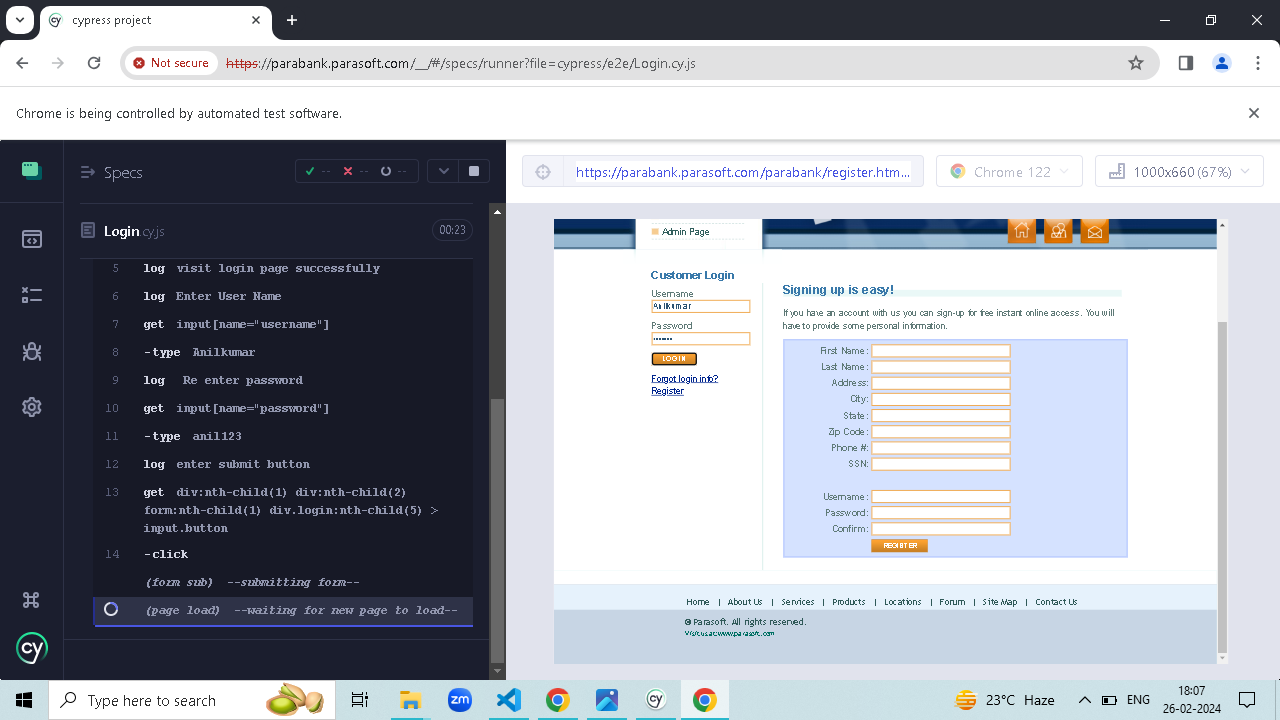 cypress project
Not secure
https://parabank.parasoft.com/__/#/specs/runner?file=cypress/e2e/Login.cy.js
Chrome is being controlled by automated test software.
Specs
--
--
--
https://parabank.parasoft.com/parabank/register.htm...
Chrome 122
1000x660 (67%)
Login.cy.js
00:23
5 log visit login page successfully
6 log Enter User Name
7 get input[name="username"]
8 -type Anilkumar
9 log Re enter password
10 get input[name="password"]
11 -type anil123
12 log enter submit button
13 get div:nth-child(1) div:nth-child(2)
form:nth-child(1) div.login:nth-child(5) >
input.button
14 -click
(form sub) --submitting form--
(page load) --waiting for new page to load--
cy
Admin Page
Customer Login
Username
Anilkumar
Password
LOG IN
Forgot login info?
Register
Signing up is easy!
If you have an account with us you can sign-up for free instant online access. You will
have to provide some personal information.
First Name:
Last Name:
Address:
City:
State:
Zip Code:
Phone #:
SSN:
Username:
Password:
Confirm:
REGISTER
Home | About Us | Services | Products | Locations | Forum | Site Map | Contact Us
© Parasoft. All rights reserved.
Visit us at:www.parasoft.com
Type here to search
zm
cy
23°C Haze
ENG
18:07
26-02-2024